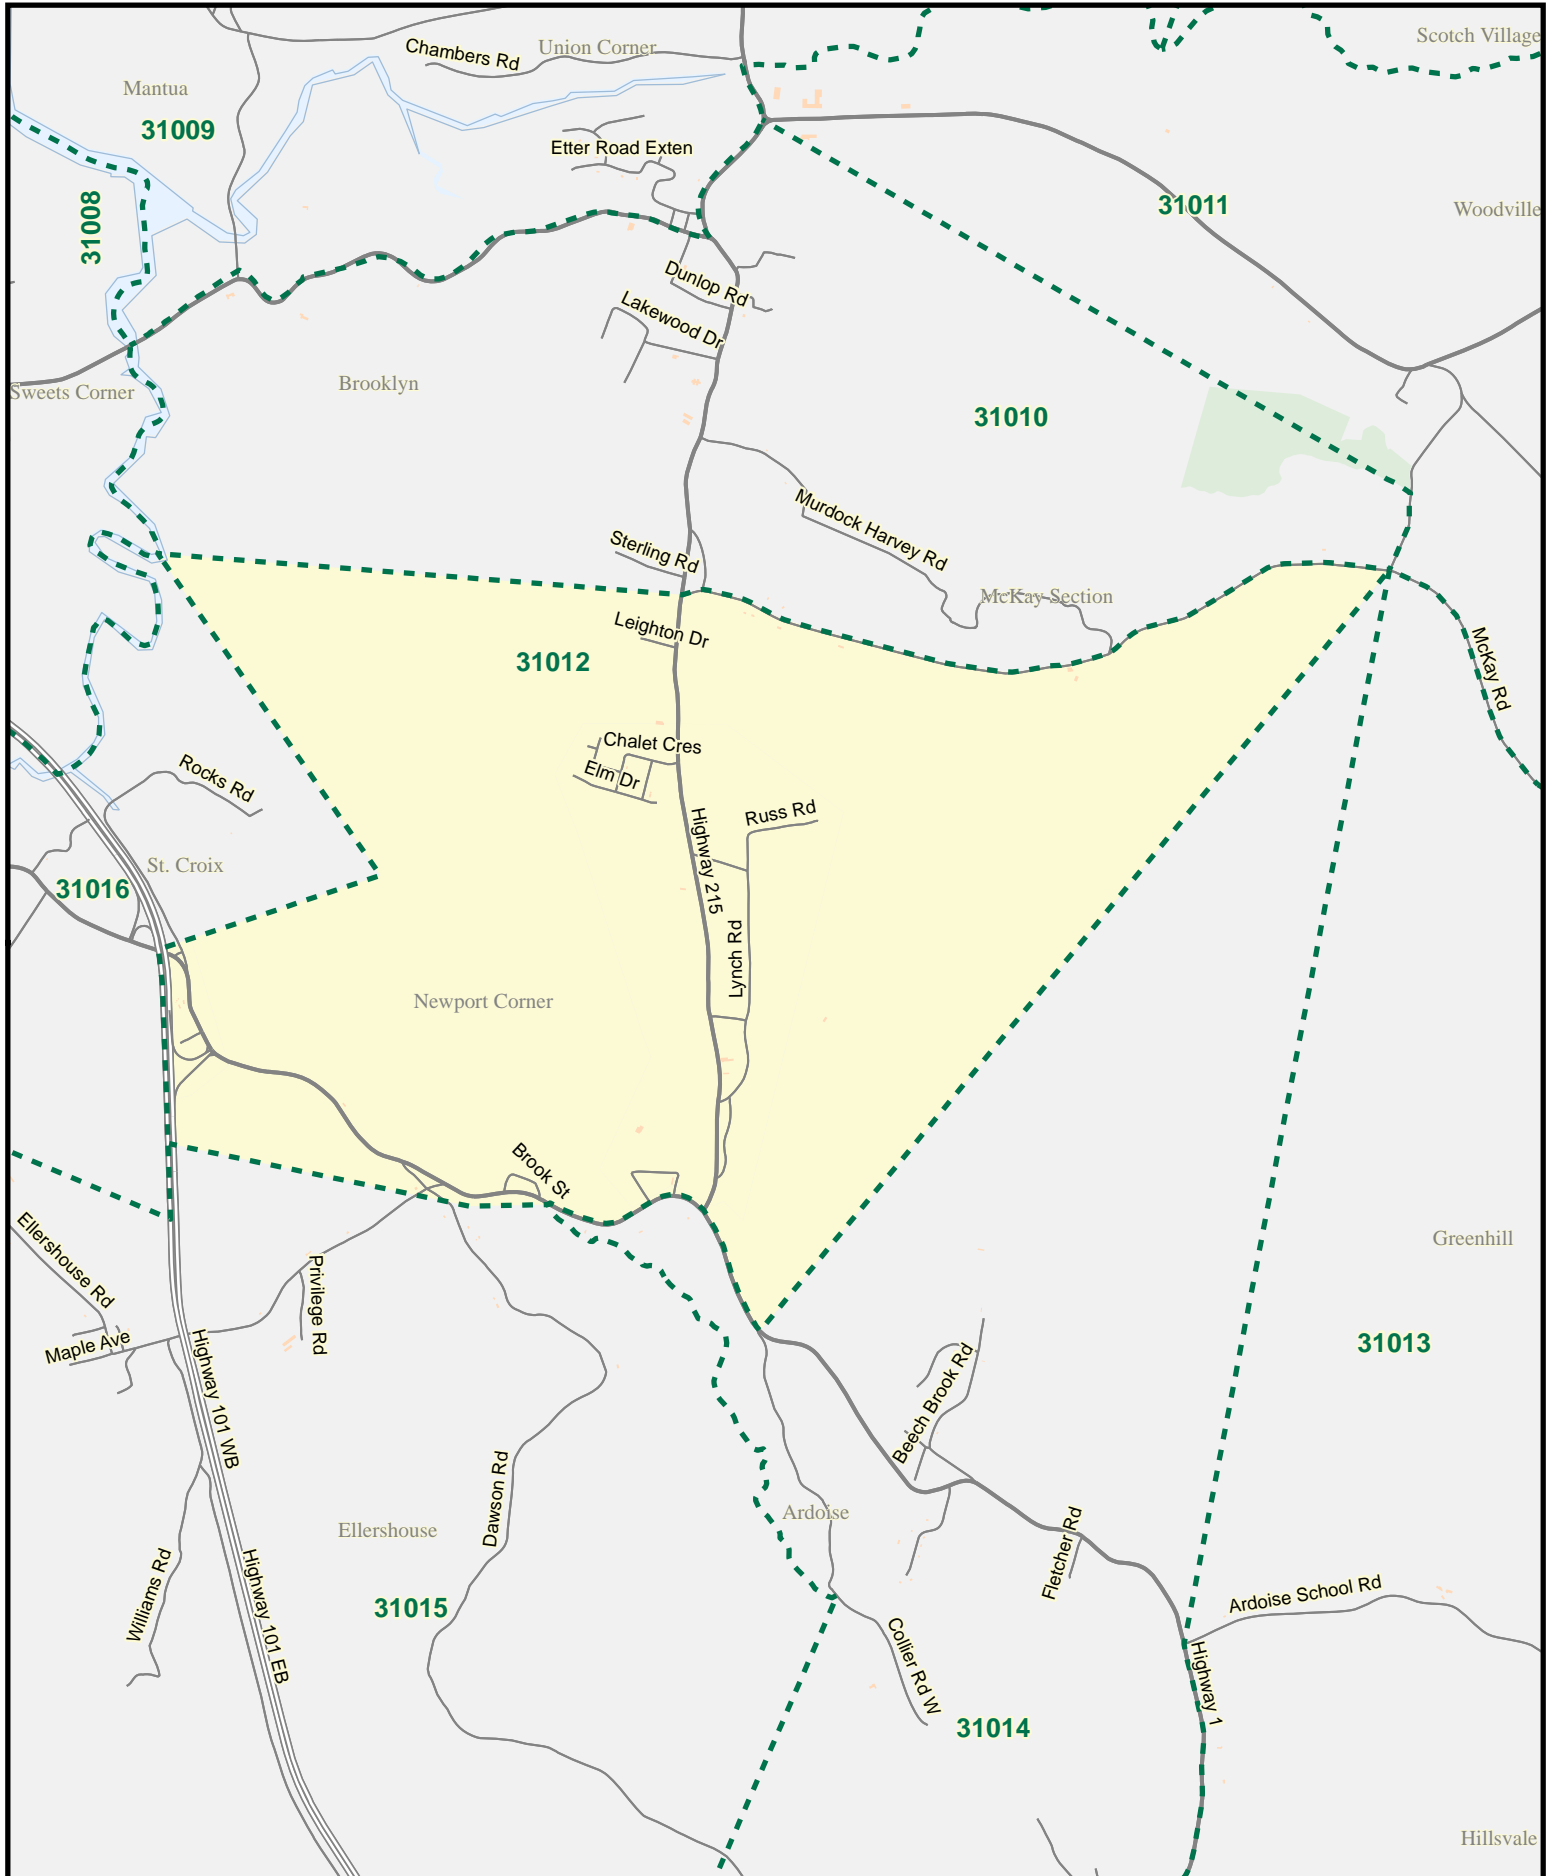 Scotch Village
Union Corner
Chambers Rd
Mantua
31009
Etter Road Exten
31008
31011
Woodville
Dunlop Rd
Lakewood Dr
Sweets Corner
Brooklyn
31010
Murdock Harvey Rd
Sterling Rd
McKay Section
Leighton Dr
31012
McKay Rd
Chalet Cres
Elm Dr
Rocks Rd
Russ Rd
Highway 215
St. Croix
31016
Lynch Rd
Newport Corner
Brook St
Ellershouse Rd
Privilege Rd
Greenhill
Maple Ave
31013
Highway 101 WB
Beech Brook Rd
Dawson Rd
Ardoise
Ellershouse
Fletcher Rd
Williams Rd
Highway 101 EB
31015
Ardoise School Rd
Collier Rd W
Highway 1
31014
Hillsvale